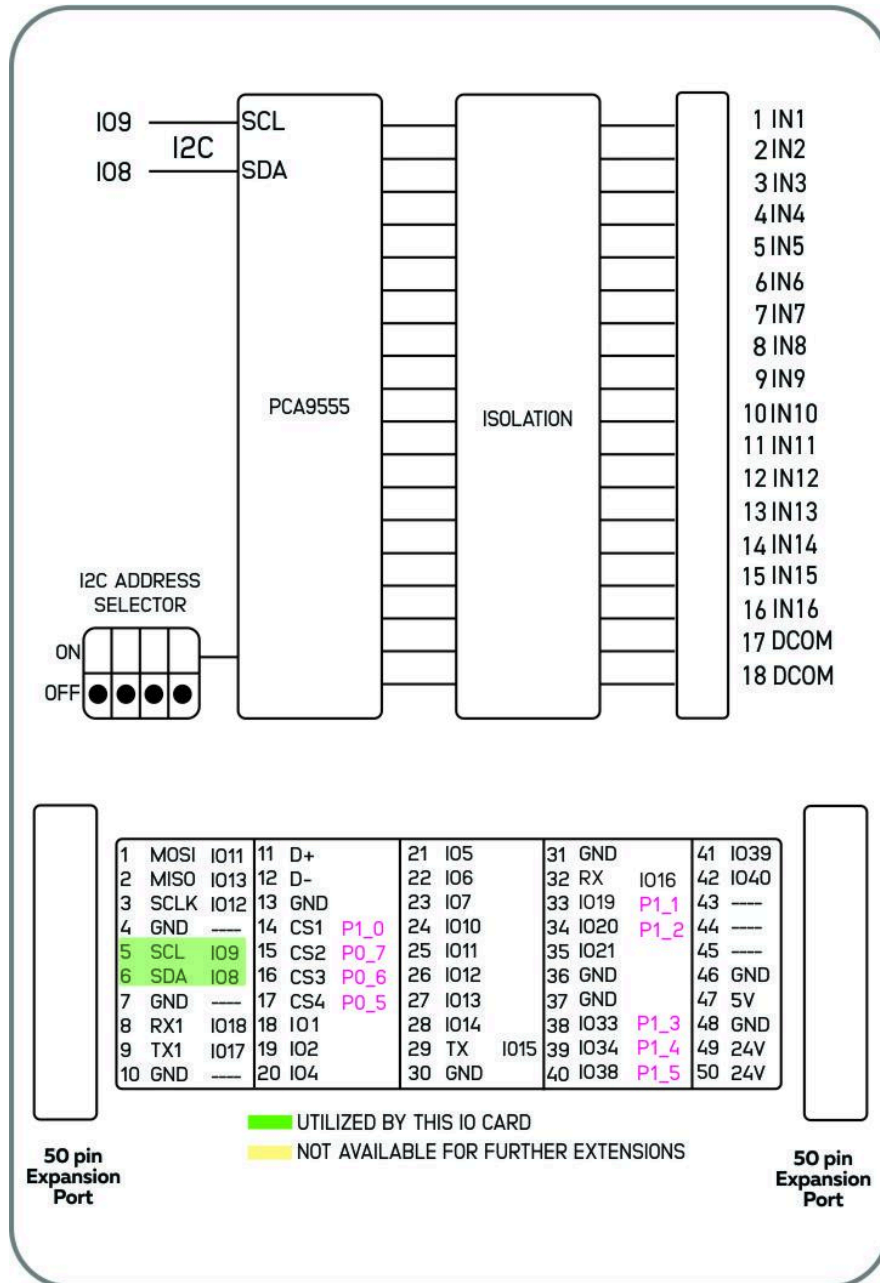 IO9 SCL
I2C
IO8 SDA
PCA9555
ISOLATION
1 IN1
2 IN2
3 IN3
4 IN4
5 IN5
6 IN6
7 IN7
8 IN8
9 IN9
10 IN10
11 IN11
12 IN12
13 IN13
14 IN14
15 IN15
16 IN16
17 DCOM
18 DCOM
I2C ADDRESS
SELECTOR
ON
OFF
1 MOSI IO11 11 D+ 21 IO5 31 GND 41 IO39
2 MISO IO13 12 D- 22 IO6 32 RX IO16 42 IO40
3 SCLK IO12 13 GND 23 IO7 33 IO19 P1_1 43 ----
4 GND ---- 14 CS1 P1_0 24 IO10 34 IO20 P1_2 44 ----
5 SCL IO9 15 CS2 P0_7 25 IO11 35 IO21 45 ----
6 SDA IO8 16 CS3 P0_6 26 IO12 36 GND 46 GND
7 GND ---- 17 CS4 P0_5 27 IO13 37 GND 47 5V
8 RX1 IO18 18 IO1 28 IO14 38 IO33 P1_3 48 GND
9 TX1 IO17 19 IO2 29 TX IO15 39 IO34 P1_4 49 24V
10 GND ---- 20 IO4 30 GND 40 IO38 P1_5 50 24V
UTILIZED BY THIS IO CARD
NOT AVAILABLE FOR FURTHER EXTENSIONS
50 pin
Expansion
Port
50 pin
Expansion
Port